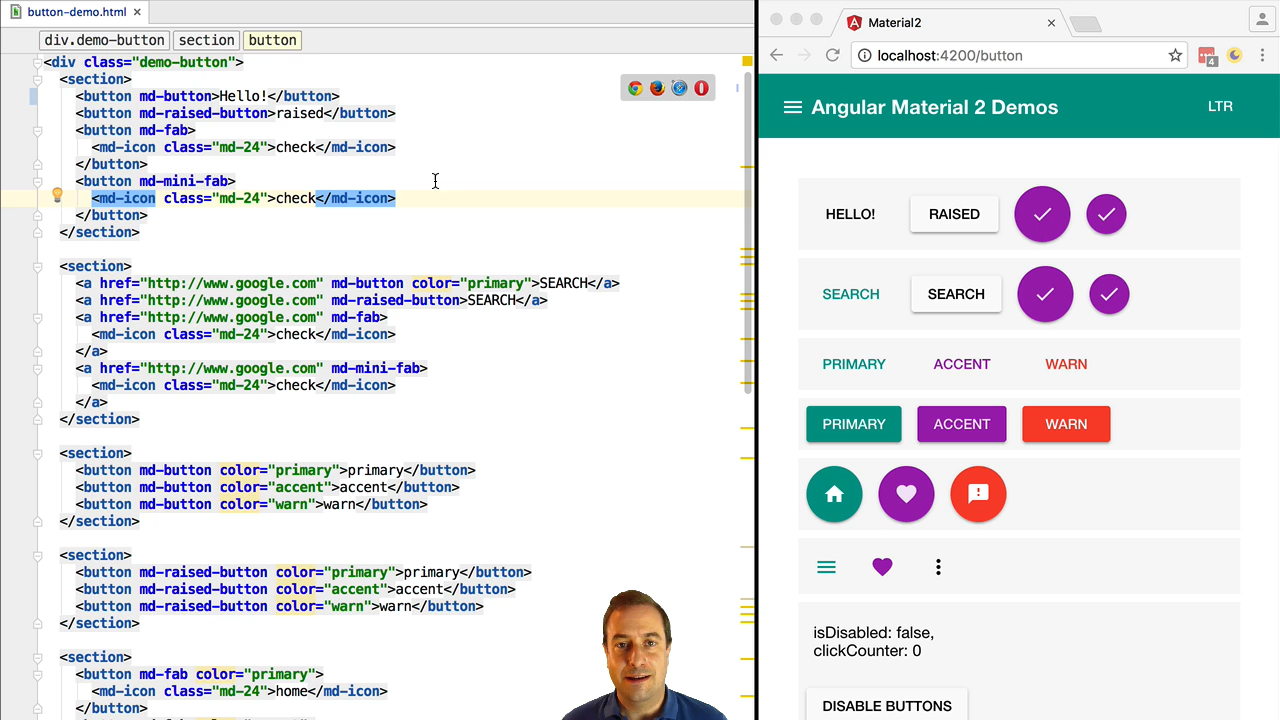 button-demo.html ×
div.demo-button section button
<div class="demo-button">
<section>
<button md-button>Hello!</button>
<button md-raised-button>raised</button>
<button md-fab>
<md-icon class="md-24">check</md-icon>
</button>
<button md-mini-fab>
<md-icon class="md-24">check</md-icon>
</button>
</section>
<section>
<a href="http://www.google.com" md-button color="primary">SEARCH</a>
<a href="http://www.google.com" md-raised-button>SEARCH</a>
<a href="http://www.google.com" md-fab>
<md-icon class="md-24">check</md-icon>
</a>
<a href="http://www.google.com" md-mini-fab>
<md-icon class="md-24">check</md-icon>
</a>
</section>
<section>
<button md-button color="primary">primary</button>
<button md-button color="accent">accent</button>
<button md-button color="warn">warn</button>
</section>
<section>
<button md-raised-button color="primary">primary</button>
<button md-raised-button color="accent">accent</button>
<button md-raised-button color="warn">warn</button>
</section>
<section>
<button md-fab color="primary">
<md-icon class="md-24">home</md-icon>
</button>
Material2
localhost:4200/button
4
Angular Material 2 Demos LTR
HELLO! RAISED
SEARCH SEARCH
PRIMARY ACCENT WARN
PRIMARY ACCENT WARN
isDisabled: false,
clickCounter: 0
DISABLE BUTTONS